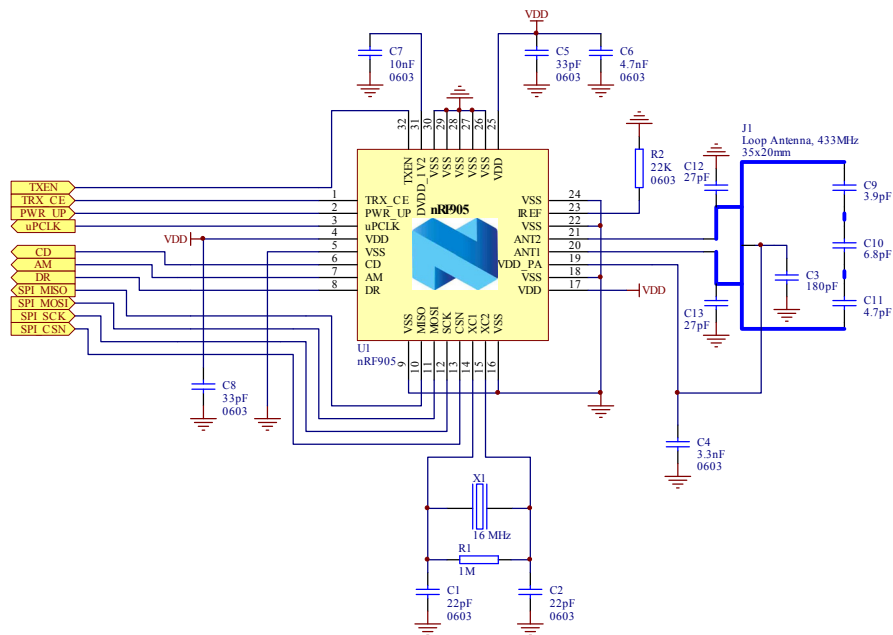 VDD
C7
10nF
0603
C5
33pF
0603
C6
4.7nF
0603
32
31
30
29
28
27
26
25
TXEN
DVDD_1V2
VSS
VSS
VSS
VSS
VSS
VDD
R2
22K
0603
J1
Loop Antenna, 433MHz
35x20mm
C12
27pF
C9
3.9pF
C10
6.8pF
C11
4.7pF
C3
180pF
C13
27pF
TXEN
TRX_CE
PWR_UP
uPCLK
CD
AM
DR
SPI_MISO
SPI_MOSI
SPI_SCK
SPI_CSN
VDD
1
2
3
4
5
6
7
8
TRX_CE
PWR_UP
uPCLK
VDD
VSS
CD
AM
DR
nRF905
VSS
IREF
VSS
ANT2
ANT1
VDD_PA
VSS
VDD
24
23
22
21
20
19
18
17
VDD
VSS
MISO
MOSI
SCK
CSN
XC1
XC2
VSS
U1
nRF905
9
10
11
12
13
14
15
16
C8
33pF
0603
C4
3.3nF
0603
X1
16 MHz
R1
1M
C1
22pF
0603
C2
22pF
0603